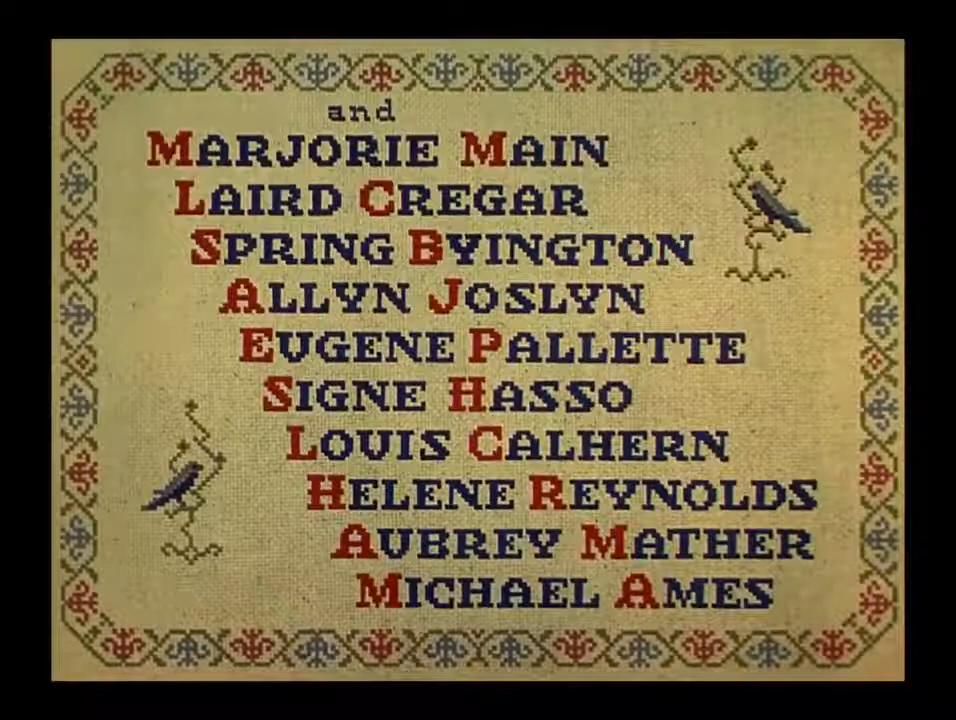 and
MARJORIE MAIN
LAIRD CREGAR
SPRING BYINGTON
ALLYN JOSLYN
EUGENE PALLETTE
SIGNE HASSO
LOUIS CALHERN
HELENE REYNOLDS
AUBREY MATHER
MICHAEL AMES